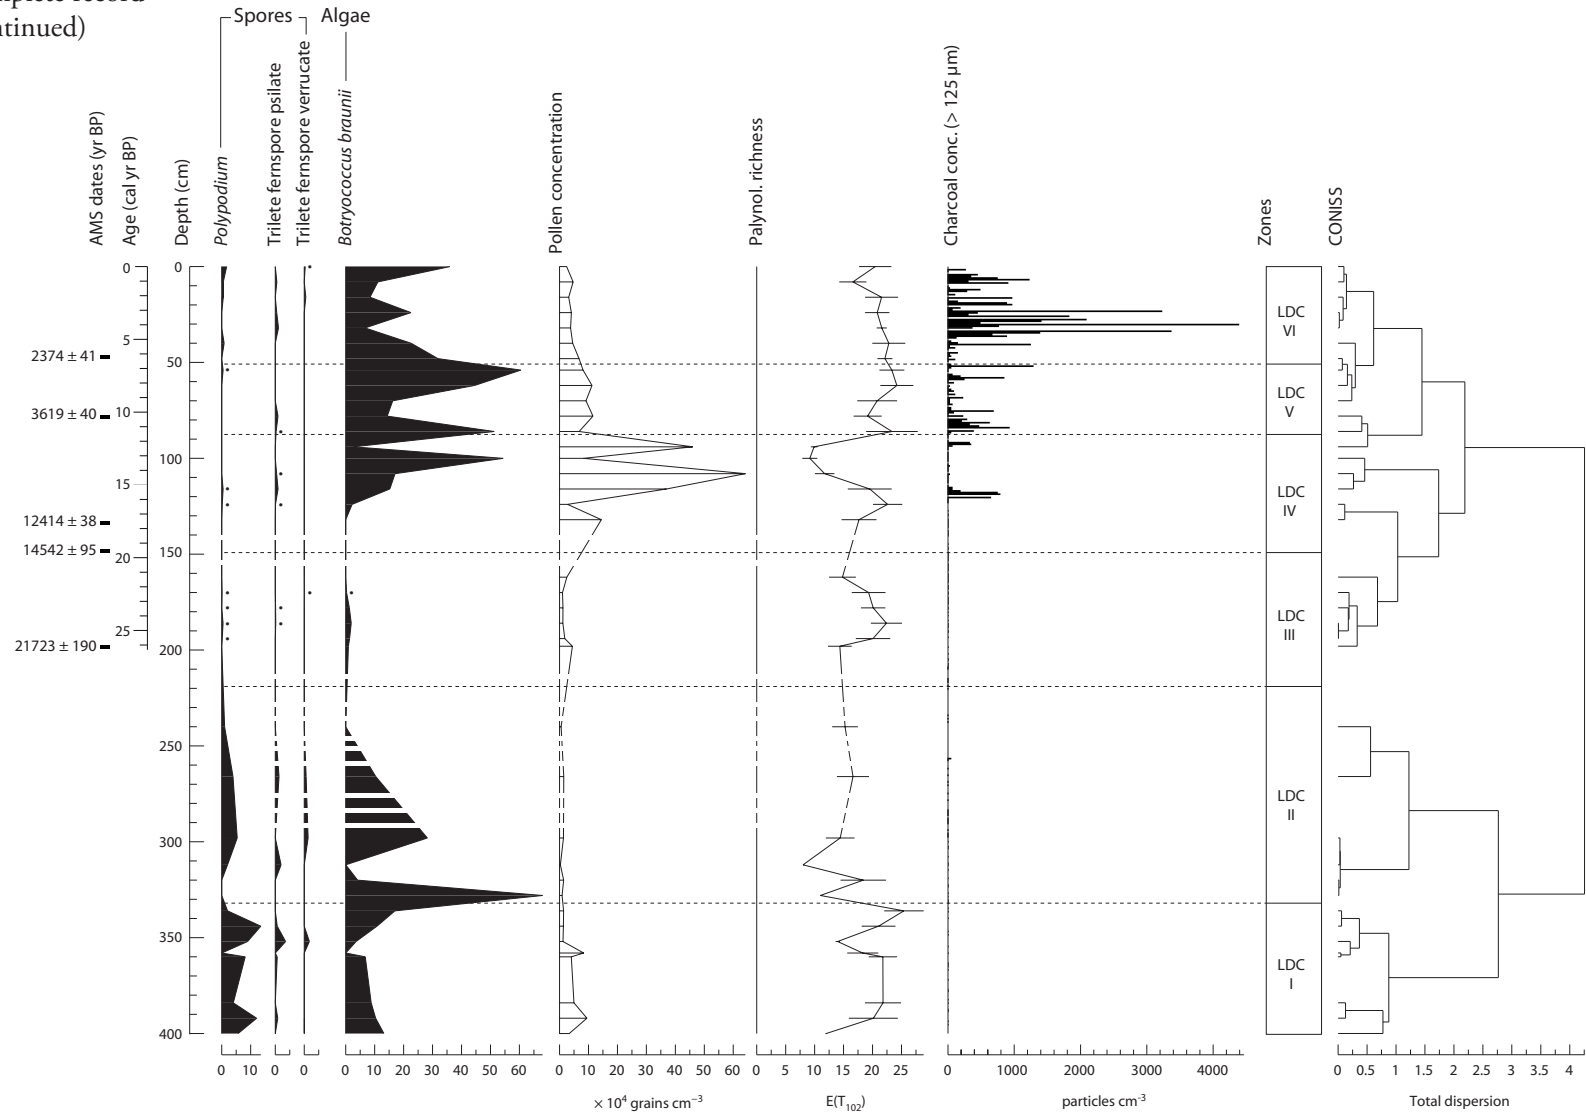 mplete record
ntinued)
Spores
Algae
AMS dates (yr BP)
Age (cal yr BP)
Depth (cm)
Polypodium
Trilete fernspore psilate
Trilete fernspore verrucate
Botryococcus braunii
Pollen concentration
Palynol. richness
Charcoal conc. (> 125 µm)
Zones
CONISS
2374 ± 41
3619 ± 40
12414 ± 38
14542 ± 95
21723 ± 190
0
5
10
15
20
25
0
50
100
150
200
250
300
350
400
LDC
VI
LDC
V
LDC
IV
LDC
III
LDC
II
LDC
I
0 10 0 0 0 10 20 30 40 50 60 0 10 20 30 40 50 60 0 5 10 15 20 25 0 1000 2000 3000 4000 0 0.5 1 1.5 2 2.5 3 3.5 4
× 10⁴ grains cm⁻³ E(T₁₀₂) particles cm⁻³ Total dispersion